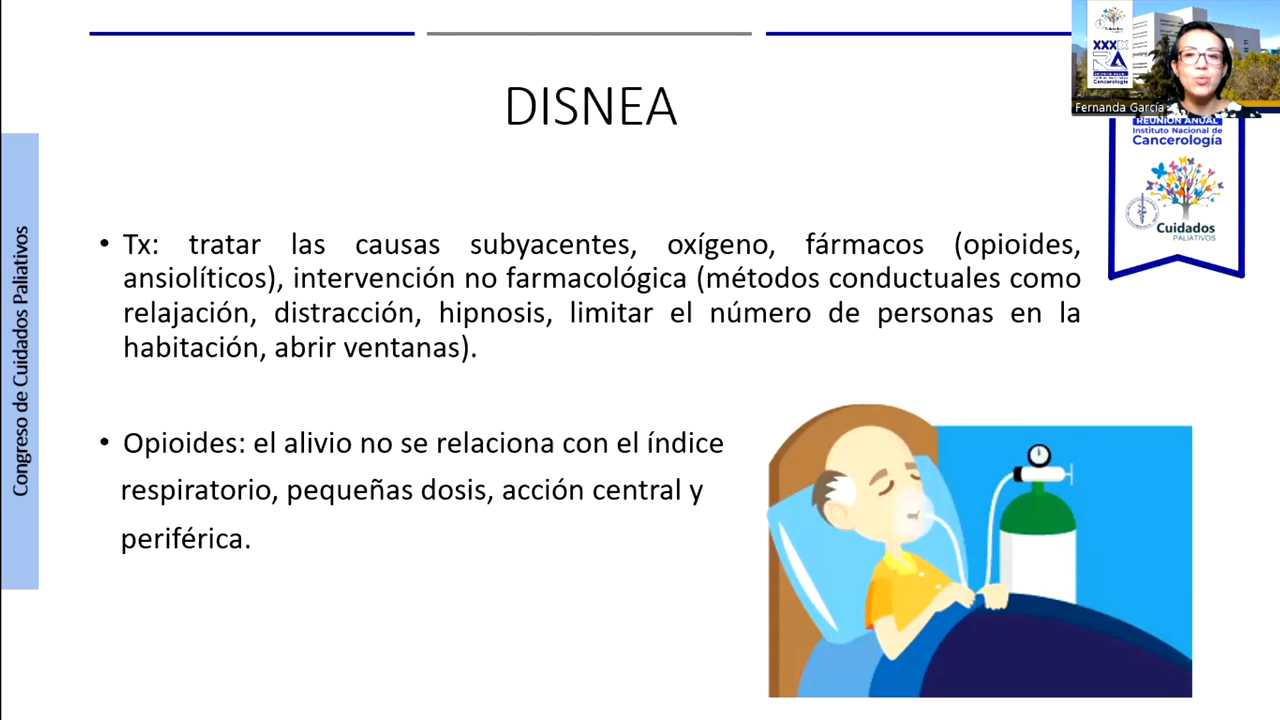 DISNEA
• Tx: tratar las causas subyacentes, oxígeno, fármacos (opioides,
ansiolíticos), intervención no farmacológica (métodos conductuales como
relajación, distracción, hipnosis, limitar el número de personas en la
habitación, abrir ventanas).
• Opioides: el alivio no se relaciona con el índice
respiratorio, pequeñas dosis, acción central y
periférica.
Congreso de Cuidados Paliativos
Cuidados
XXXIX
RA
Cancerología
Fernanda García
REUNIÓN ANUAL
Instituto Nacional de
Cancerología
Cuidados
PALIATIVOS